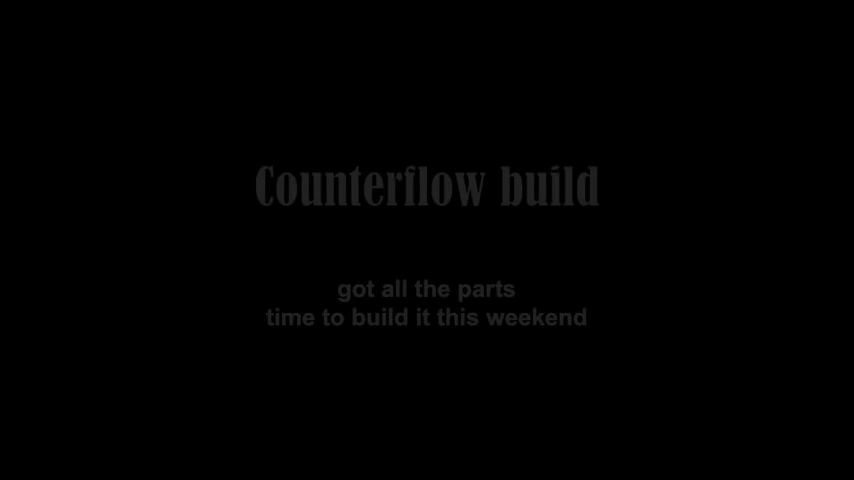 Counterflow build
got all the parts
time to build it this weekend